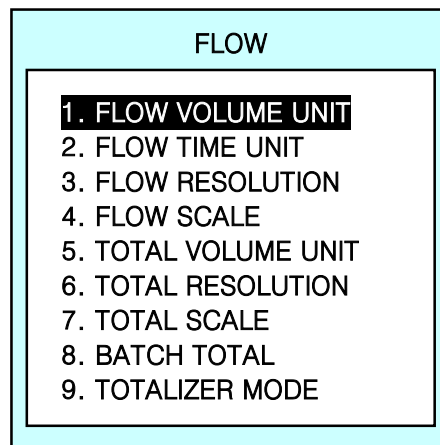 FLOW
1. FLOW VOLUME UNIT
2. FLOW TIME UNIT
3. FLOW RESOLUTION
4. FLOW SCALE
5. TOTAL VOLUME UNIT
6. TOTAL RESOLUTION
7. TOTAL SCALE
8. BATCH TOTAL
9. TOTALIZER MODE